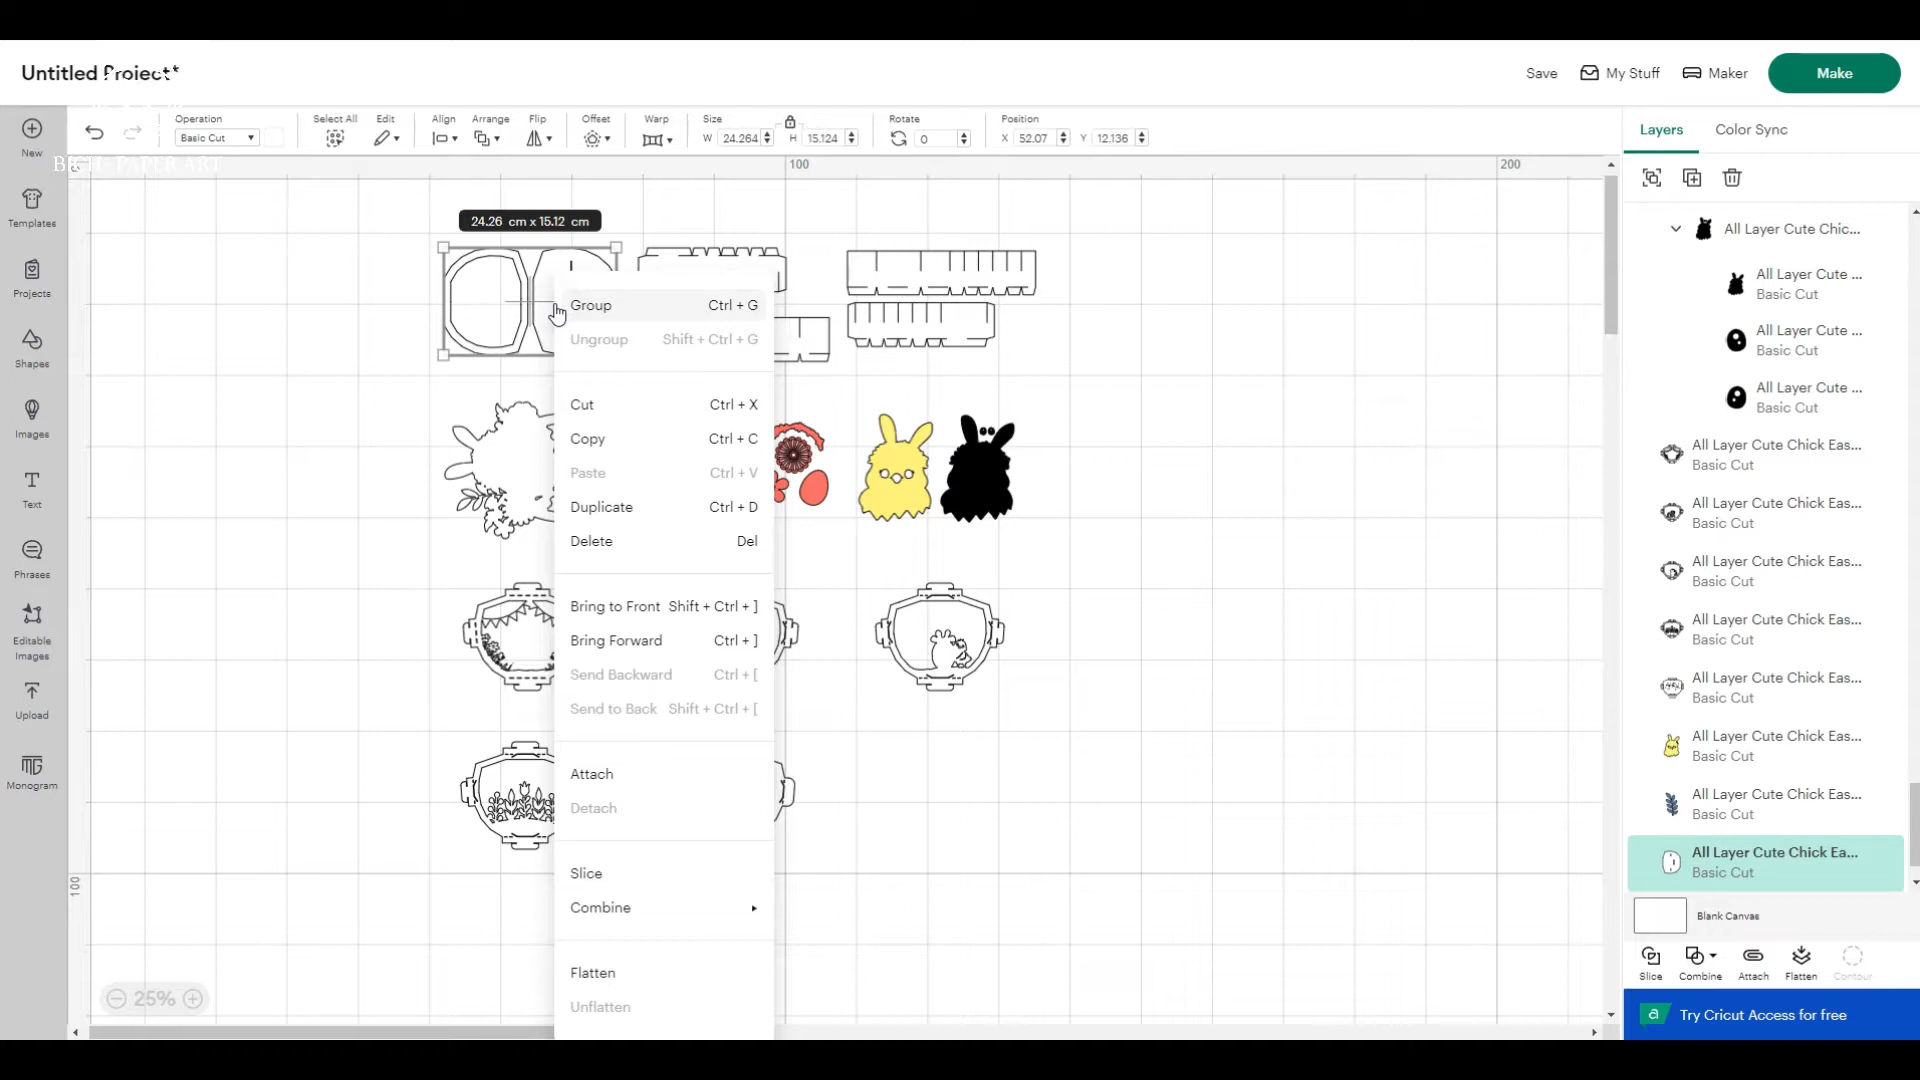 Untitled Project*
Save
My Stuff
Maker
Make
New
Templates
Projects
Shapes
Images
Text
Phrases
Editable
Images
Upload
Monogram
Operation
Basic Cut
Select All
Edit
Align
Arrange
Flip
Offset
Warp
Size
W 24.264
H 15.124
Rotate
0
Position
X 52.07
Y 12.136
BICHE PAPER ART
100
200
100
24.26 cm x 15.12 cm
Group Ctrl + G
Ungroup Shift + Ctrl + G
Cut Ctrl + X
Copy Ctrl + C
Paste Ctrl + V
Duplicate Ctrl + D
Delete Del
Bring to Front Shift + Ctrl + ]
Bring Forward Ctrl + ]
Send Backward Ctrl + [
Send to Back Shift + Ctrl + [
Attach
Detach
Slice
Combine
Flatten
Unflatten
25%
Layers
Color Sync
All Layer Cute Chic...
All Layer Cute ...
Basic Cut
All Layer Cute ...
Basic Cut
All Layer Cute ...
Basic Cut
All Layer Cute Chick Eas...
Basic Cut
All Layer Cute Chick Eas...
Basic Cut
All Layer Cute Chick Eas...
Basic Cut
All Layer Cute Chick Eas...
Basic Cut
All Layer Cute Chick Eas...
Basic Cut
All Layer Cute Chick Eas...
Basic Cut
All Layer Cute Chick Eas...
Basic Cut
All Layer Cute Chick Ea...
Basic Cut
Blank Canvas
Slice
Combine
Attach
Flatten
Contour
a Try Cricut Access for free